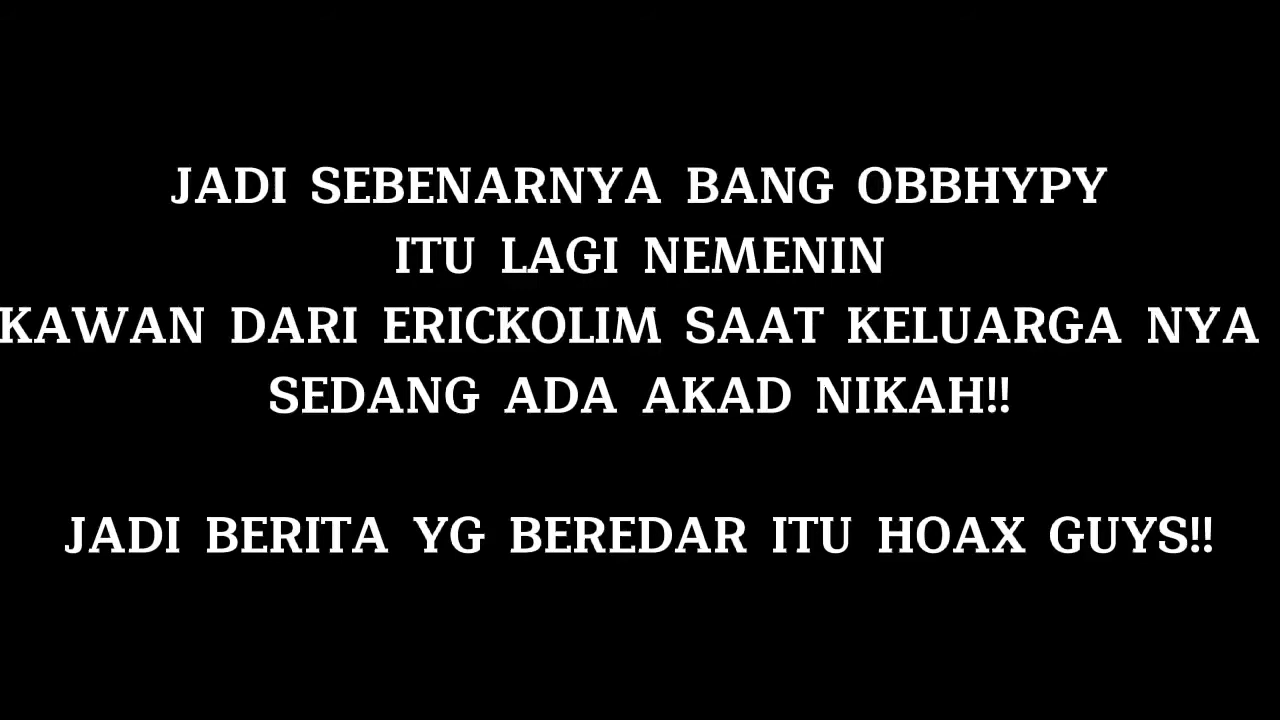 JADI SEBENARNYA BANG OBBHYPY
ITU LAGI NEMENIN
KAWAN DARI ERICKOLIM SAAT KELUARGA NYA
SEDANG ADA AKAD NIKAH!!
JADI BERITA YG BEREDAR ITU HOAX GUYS!!